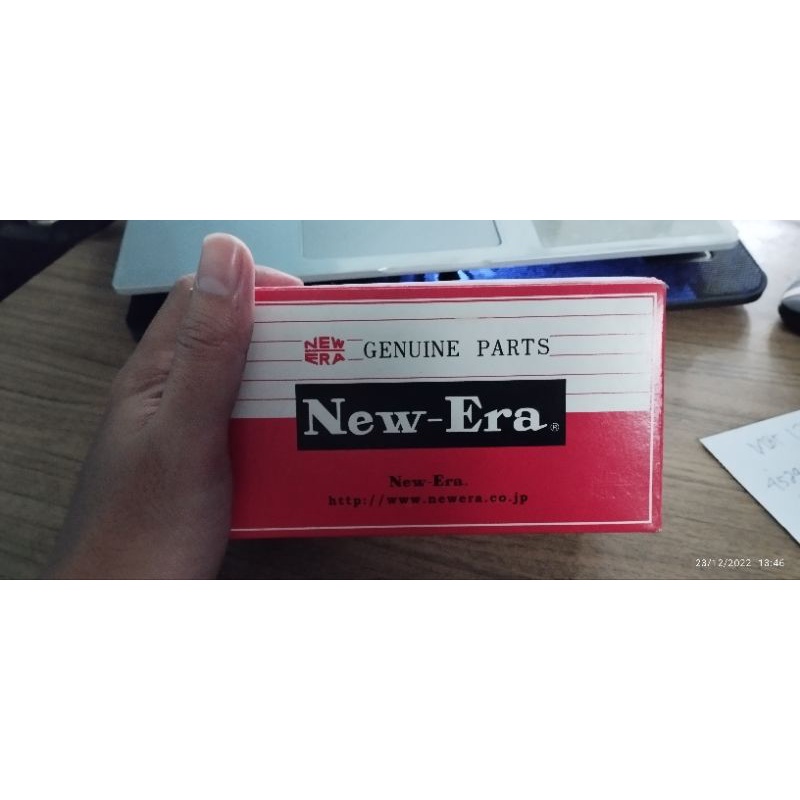 NEW
ERA
GENUINE PARTS
New-Era®
New-Era.
http://www.newera.co.jp
23/12/2022 13:46